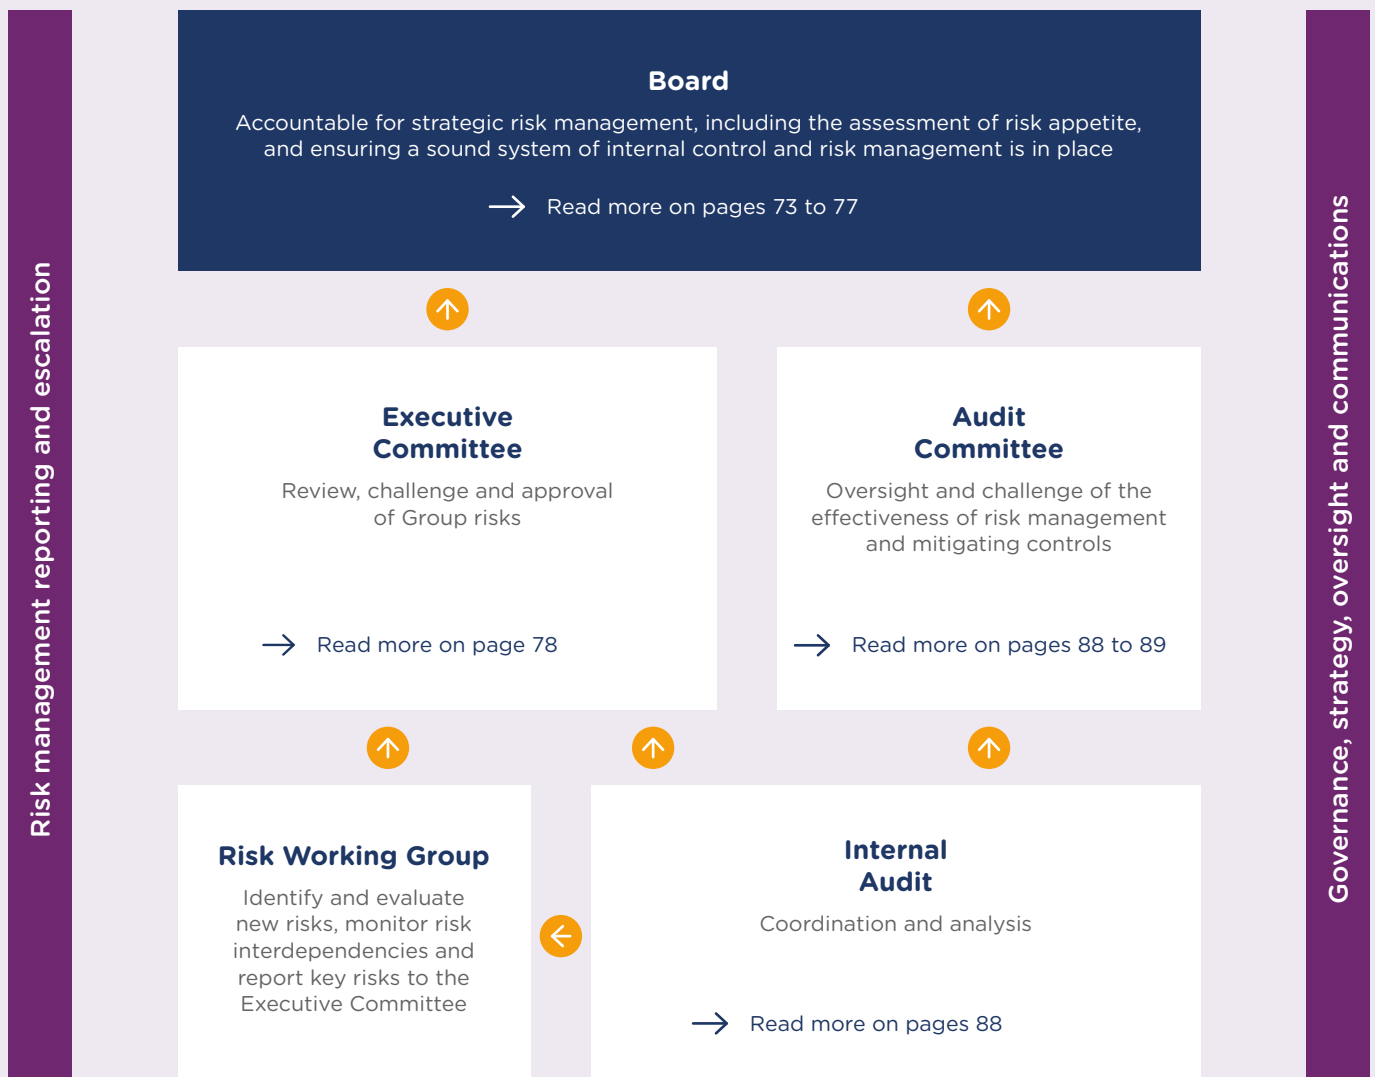 Risk management reporting and escalation
Board
Accountable for strategic risk management, including the assessment of risk appetite,
and ensuring a sound system of internal control and risk management is in place
Read more on pages 73 to 77
Executive
Committee
Review, challenge and approval
of Group risks
Read more on page 78
Audit
Committee
Oversight and challenge of the
effectiveness of risk management
and mitigating controls
Read more on pages 88 to 89
Risk Working Group
Identify and evaluate
new risks, monitor risk
interdependencies and
report key risks to the
Executive Committee
Internal
Audit
Coordination and analysis
Read more on pages 88
Governance, strategy, oversight and communications